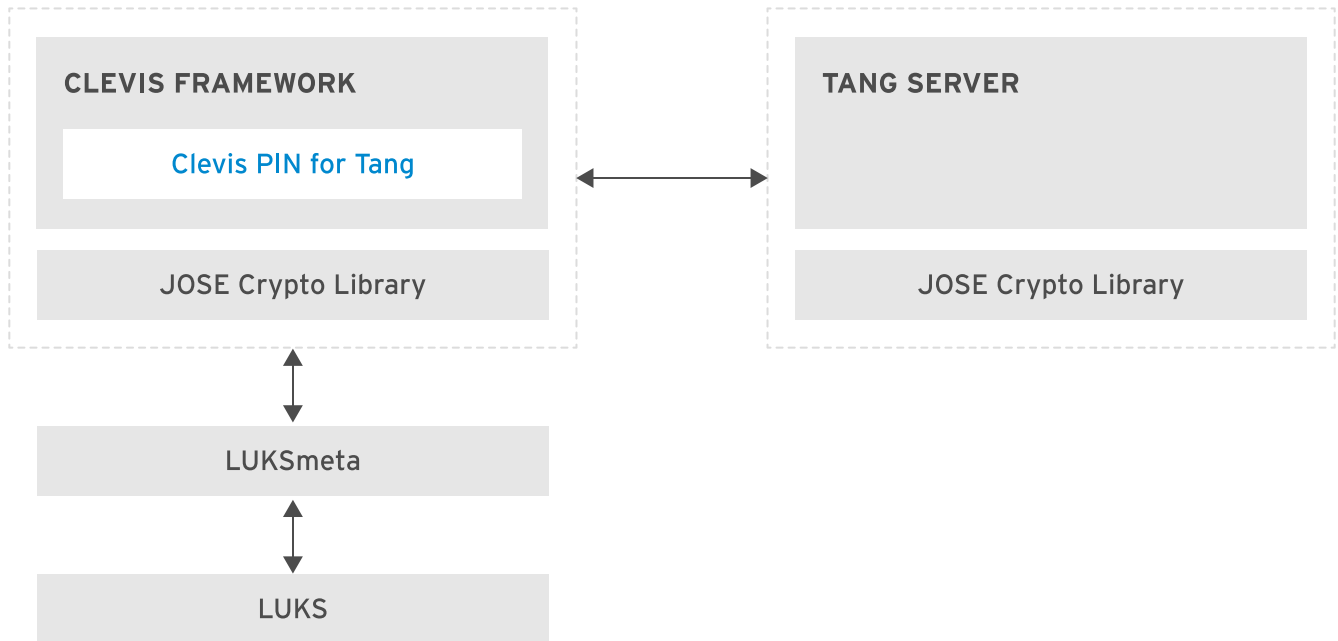 CLEVIS FRAMEWORK
Clevis PIN for Tang
JOSE Crypto Library
TANG SERVER
JOSE Crypto Library
LUKSmeta
LUKS